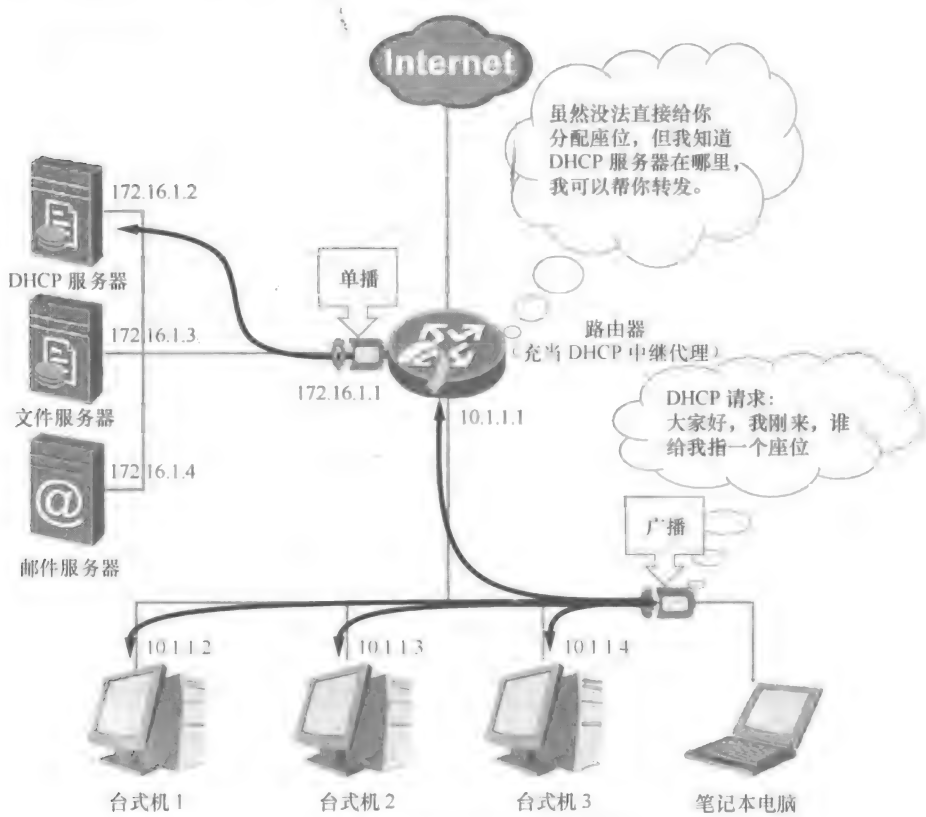 Internet
虽然没法直接给你
分配座位，但我知道
DHCP 服务器在哪里，
我可以帮你转发。
172.16.1.2
DHCP 服务器
单播
172.16.1.3
路由器
（充当 DHCP 中继代理）
172.16.1.1
文件服务器
10.1.1.1
DHCP 请求：
大家好，我刚来，谁
给我指一个座位
172.16.1.4
@
广播
邮件服务器
10.1.1.2
10.1.1.3
10.1.1.4
台式机 1
台式机 2
台式机 3
笔记本电脑